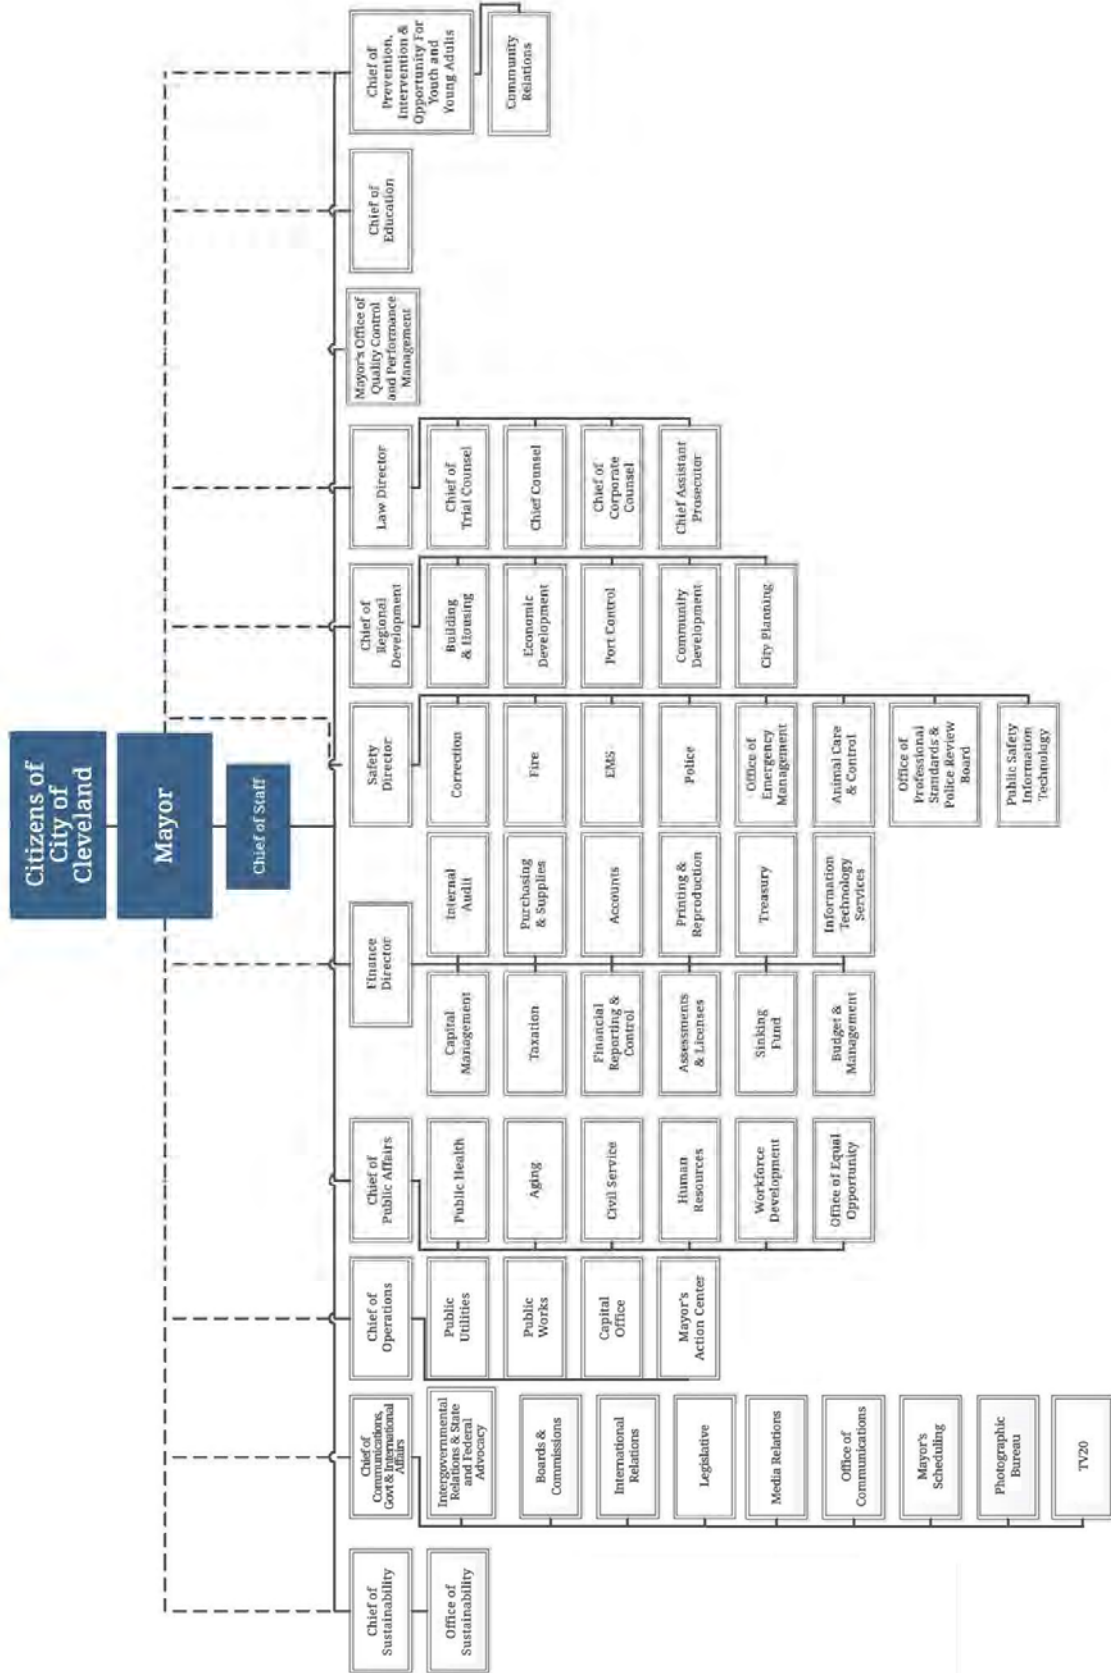 Citizens of
City of
Cleveland
Mayor
Chief of Staff
Chief of
Sustainability
Office of
Sustainability
Chief of
Communications,
Govt & International
Affairs
Intergovernmental
Relations & State
and Federal
Advocacy
Boards &
Commissions
International
Relations
Legislative
Media Relations
Office of
Communications
Mayor's
Scheduling
Photographic
Bureau
TV20
Chief of
Operations
Public
Utilities
Public
Works
Capital
Office
Mayor's
Action Center
Chief of
Public Affairs
Public Health
Aging
Civil Service
Human
Resources
Workforce
Development
Office of Equal
Opportunity
Finance
Director
Capital
Management
Taxation
Financial
Reporting &
Control
Assessments
& Licenses
Sinking
Fund
Budget &
Management
Internal
Audit
Purchasing
& Supplies
Accounts
Printing &
Reproduction
Treasury
Information
Technology
Services
Safety
Director
Correction
Fire
EMS
Police
Office of
Emergency
Management
Animal Care
& Control
Office of
Professional
Standards &
Police Review
Board
Public Safety
Information
Technology
Chief of
Regional
Development
Building
& Housing
Economic
Development
Port Control
Community
Development
City Planning
Law Director
Chief of
Trial Counsel
Chief Counsel
Chief of
Corporate
Counsel
Chief Assistant
Prosecutor
Mayor's Office of
Quality Control
and Performance
Management
Chief of
Education
Chief of
Prevention,
Intervention &
Opportunity For
Youth and
Young Adults
Community
Relations